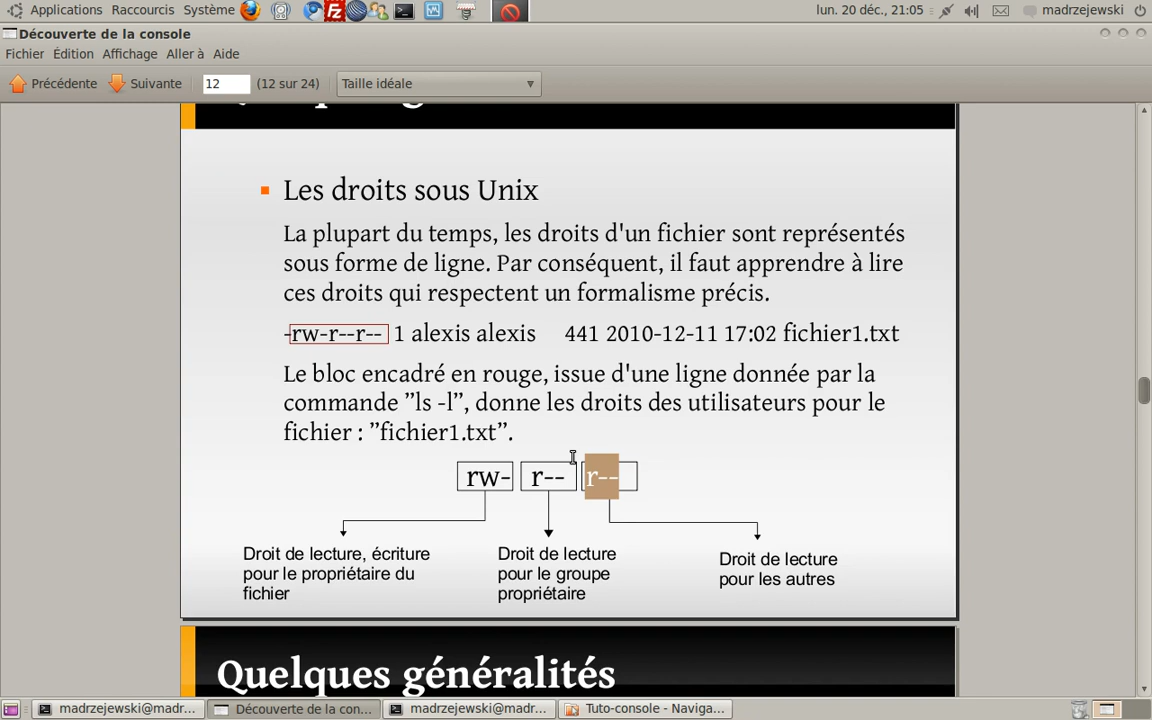 Applications Raccourcis Système lun. 20 déc., 21:05 madrzejewski
Découverte de la console
Fichier Édition Affichage Aller à Aide
Précédente Suivante 12 (12 sur 24) Taille idéale
Les droits sous Unix
La plupart du temps, les droits d'un fichier sont représentés
sous forme de ligne. Par conséquent, il faut apprendre à lire
ces droits qui respectent un formalisme précis.
-rw-r--r-- 1 alexis alexis 441 2010-12-11 17:02 fichier1.txt
Le bloc encadré en rouge, issue d'une ligne donnée par la
commande ”ls -l”, donne les droits des utilisateurs pour le
fichier : ”fichier1.txt”.
rw- r-- r--
Droit de lecture, écriture
pour le propriétaire du
fichier
Droit de lecture
pour le groupe
propriétaire
Droit de lecture
pour les autres
Quelques généralités
madrzejewski@madr... Découverte de la con... madrzejewski@madr... Tuto-console - Naviga...